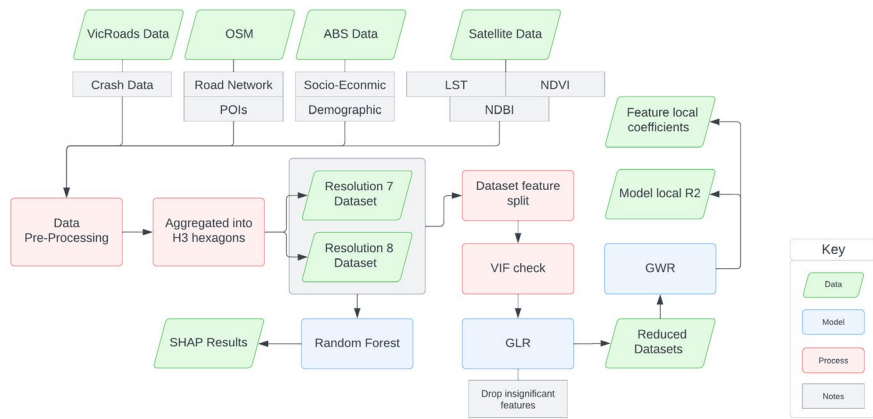 VicRoads Data
OSM
ABS Data
Satellite Data
Crash Data
Road Network
POIs
Socio-Econmic
Demographic
LST
NDVI
NDBI
Feature local
coefficients
Model local R2
Data
Pre-Processing
Aggregated into
H3 hexagons
Resolution 7
Dataset
Resolution 8
Dataset
Dataset feature
split
VIF check
GWR
SHAP Results
Random Forest
GLR
Reduced
Datasets
Drop insignificant
features
Key
Data
Model
Process
Notes